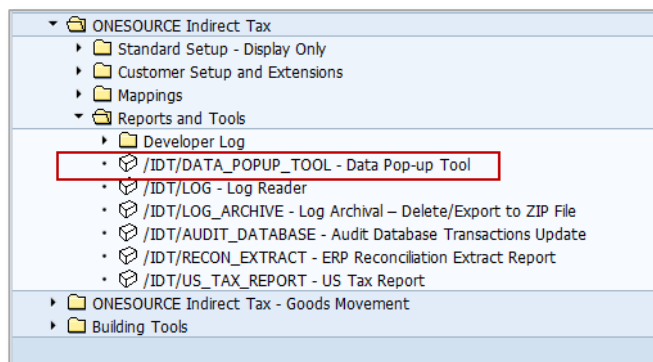 ONESOURCE Indirect Tax
Standard Setup - Display Only
Customer Setup and Extensions
Mappings
Reports and Tools
Developer Log
/IDT/DATA_POPUP_TOOL - Data Pop-up Tool
/IDT/LOG - Log Reader
/IDT/LOG_ARCHIVE - Log Archival – Delete/Export to ZIP File
/IDT/AUDIT_DATABASE - Audit Database Transactions Update
/IDT/RECON_EXTRACT - ERP Reconciliation Extract Report
/IDT/US_TAX_REPORT - US Tax Report
ONESOURCE Indirect Tax - Goods Movement
Building Tools